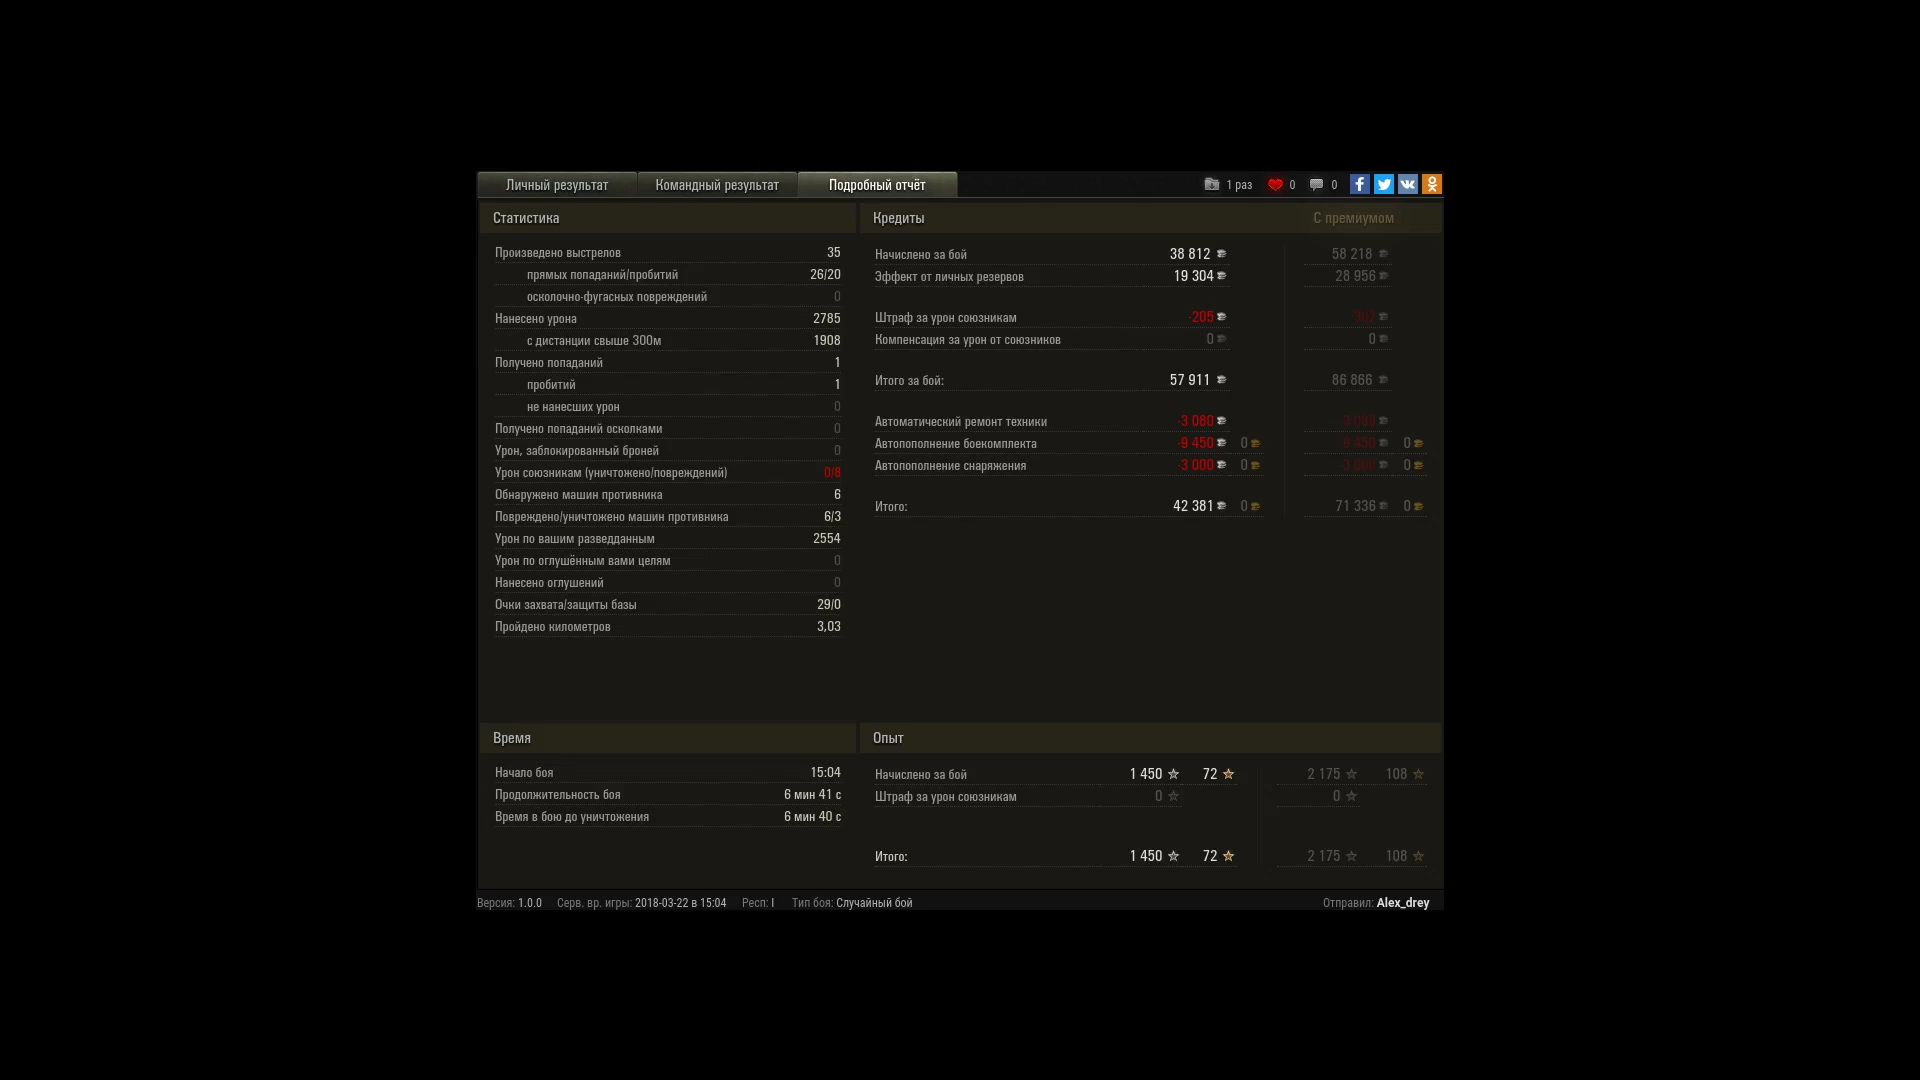 Личный результат Командный результат Подробный отчёт 1 раз 0 0
Статистика
Произведено выстрелов 35
прямых попаданий/пробитий 26/20
осколочно-фугасных повреждений 0
Нанесено урона 2785
с дистанции свыше 300м 1908
Получено попаданий 1
пробитий 1
не нанесших урон 0
Получено попаданий осколками 0
Урон, заблокированный броней 0
Урон союзникам (уничтожено/повреждений) 0/8
Обнаружено машин противника 6
Повреждено/уничтожено машин противника 6/3
Урон по вашим разведданным 2554
Урон по оглушённым вами целям 0
Нанесено оглушений 0
Очки захвата/защиты базы 29/0
Пройдено километров 3,03
Кредиты С премиумом
Начислено за бой 38 812 58 218
Эффект от личных резервов 19 304 28 956
Штраф за урон союзникам -205
Компенсация за урон от союзников 0 0
Итого за бой: 57 911 86 866
Автоматический ремонт техники -3 080 -3 080
Автопополнение боекомплекта -9 450 0 -9 450 0
Автопополнение снаряжения -3 000 0 -3 000 0
Итого: 42 381 0 71 336 0
Время
Начало боя 15:04
Продолжительность боя 6 мин 41 с
Время в бою до уничтожения 6 мин 40 с
Опыт
Начислено за бой 1 450 72 2 175 108
Штраф за урон союзникам 0 0
Итого: 1 450 72 2 175 108
Версия: 1.0.0 Серв. вр. игры: 2018-03-22 в 15:04 Респ: I Тип боя: Случайный бой Отправил: Alex_drey